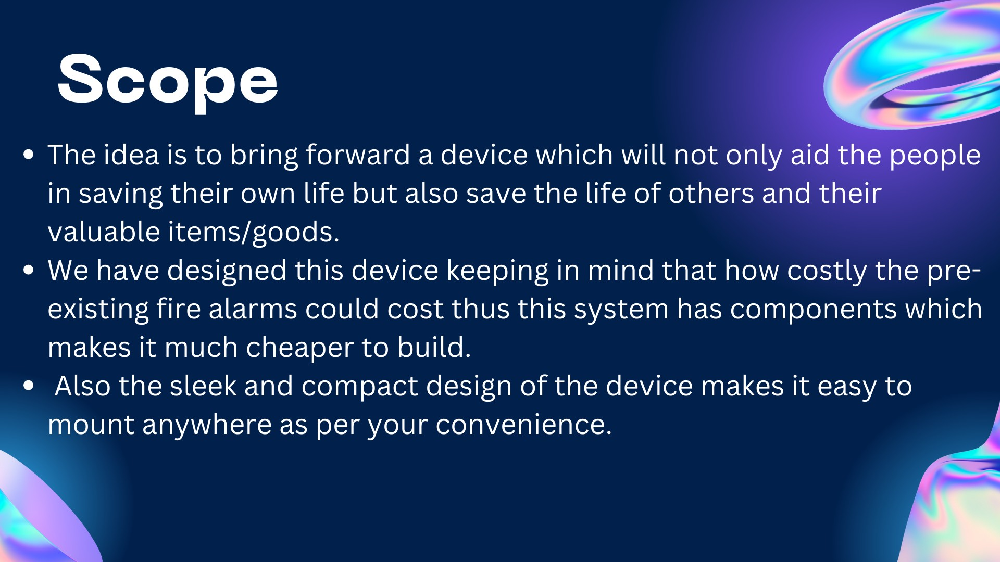 Scope
• The idea is to bring forward a device which will not only aid the people
in saving their own life but also save the life of others and their
valuable items/goods.
• We have designed this device keeping in mind that how costly the pre-
existing fire alarms could cost thus this system has components which
makes it much cheaper to build.
• Also the sleek and compact design of the device makes it easy to
mount anywhere as per your convenience.